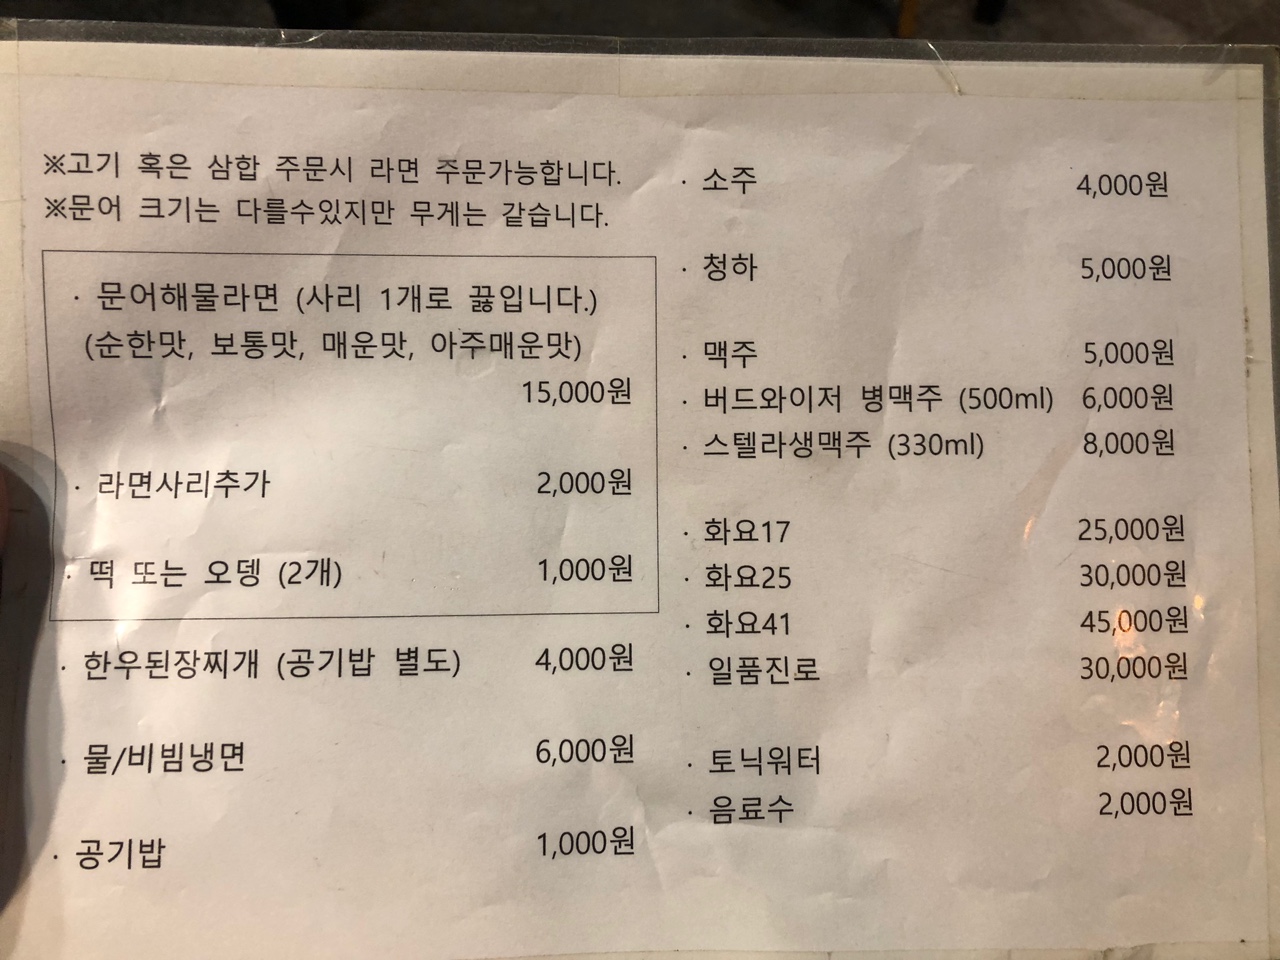 ※고기 혹은 삼합 주문시 라면 주문가능합니다.
※문어 크기는 다를수있지만 무게는 같습니다.
· 문어해물라면 (사리 1개로 끓입니다.)
(순한맛, 보통맛, 매운맛, 아주매운맛)
15,000원
· 라면사리추가 2,000원
· 떡 또는 오뎅 (2개) 1,000원
· 한우된장찌개 (공기밥 별도) 4,000원
· 물/비빔냉면 6,000원
· 공기밥 1,000원
· 소주 4,000원
· 청하 5,000원
· 맥주 5,000원
· 버드와이저 병맥주 (500ml) 6,000원
· 스텔라생맥주 (330ml) 8,000원
· 화요17 25,000원
· 화요25 30,000원
· 화요41 45,000원
· 일품진로 30,000원
· 토닉워터 2,000원
· 음료수 2,000원